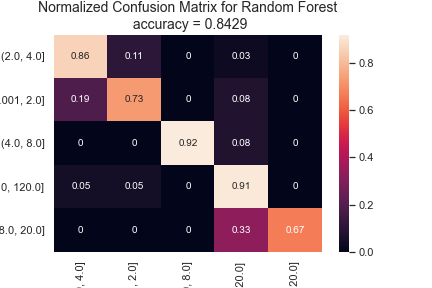 Normalized Confusion Matrix for Random Forest
accuracy = 0.8429
(2.0, 4.0] 0.86 0.11 0 0.03 0
.001, 2.0] 0.19 0.73 0 0.08 0
(4.0, 8.0] 0 0 0.92 0.08 0
0, 120.0] 0.05 0.05 0 0.91 0
8.0, 20.0] 0 0 0 0.33 0.67
0.8
0.6
0.4
0.2
0.0
, 4.0]
, 2.0]
, 8.0]
20.0]
20.0]